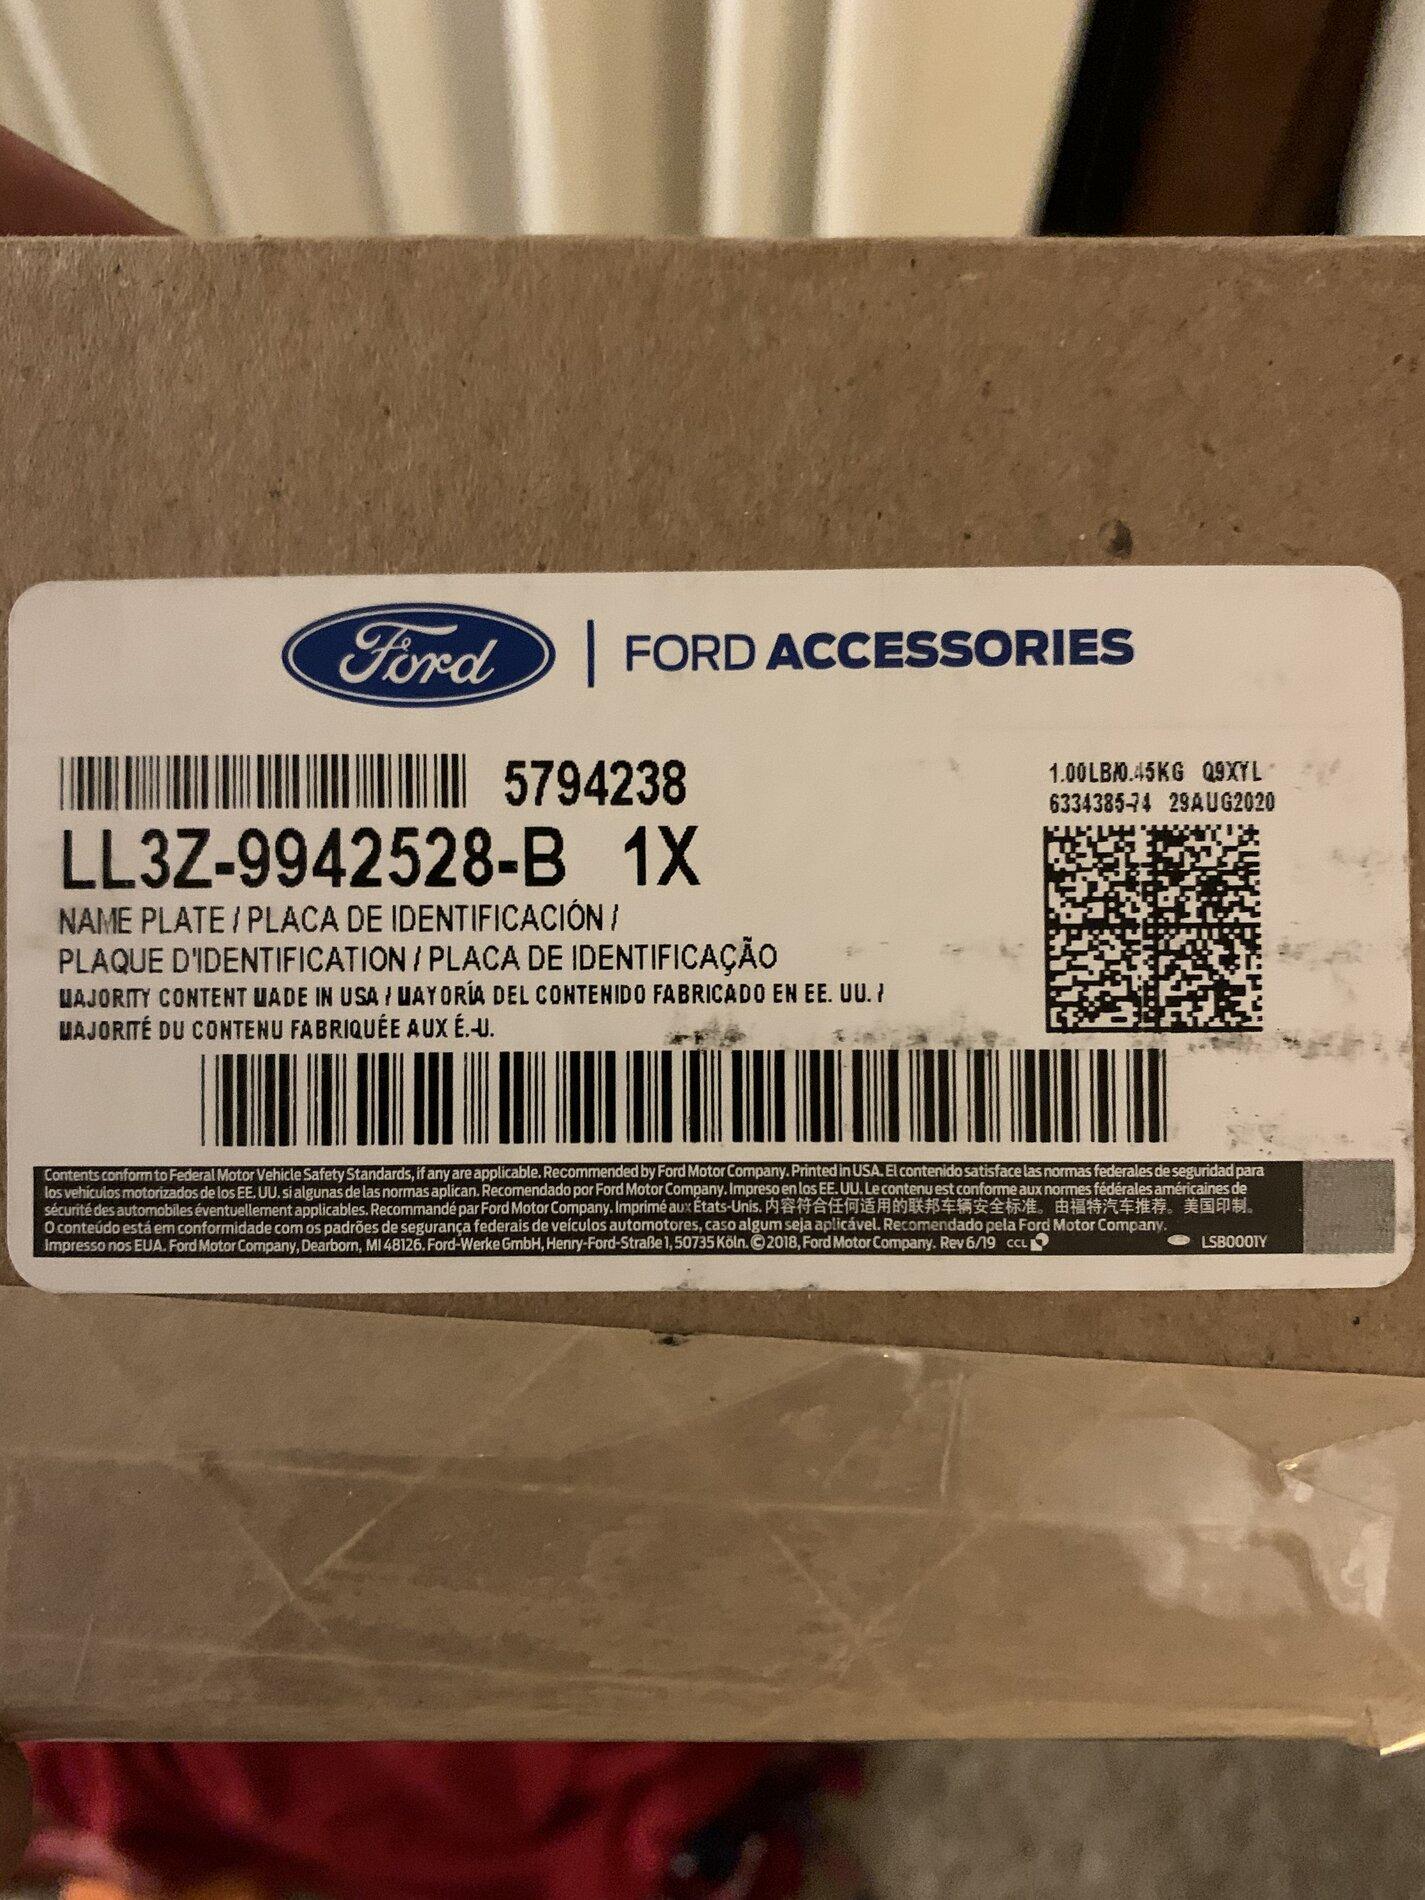 Ford | FORD ACCESSORIES
5794238
1.00LB/0.45KG Q9XYL
6334385-74 29AUG2020
LL3Z-9942528-B 1X
NAME PLATE / PLACA DE IDENTIFICACIÓN /
PLAQUE D'IDENTIFICATION / PLACA DE IDENTIFICAÇÃO
MAJORITY CONTENT MADE IN USA / MAYORÍA DEL CONTENIDO FABRICADO EN EE. UU. /
MAJORITÉ DU CONTENU FABRIQUÉE AUX É.-U.
Contents conform to Federal Motor Vehicle Safety Standards, if any are applicable. Recommended by Ford Motor Company. Printed in USA. El contenido satisface las normas federales de seguridad para
los vehículos motorizados de los EE. UU. si algunas de las normas aplican. Recomendado por Ford Motor Company. Impreso en los EE. UU. Le contenu est conforme aux normes fédérales américaines de
sécurité des automobiles éventuellement applicables. Recommandé par Ford Motor Company. Imprimé aux États-Unis. 内容符合任何适用的联邦车辆安全标准。由福特汽车推荐。美国印制。
O conteúdo está em conformidade com os padrões de segurança federais de veículos automotores, caso algum seja aplicável. Recomendado pela Ford Motor Company.
Impresso nos EUA. Ford Motor Company, Dearborn, MI 48126. Ford-Werke GmbH, Henry-Ford-Straße 1, 50735 Köln. © 2018, Ford Motor Company. Rev 6/19 CCL LSB0001Y